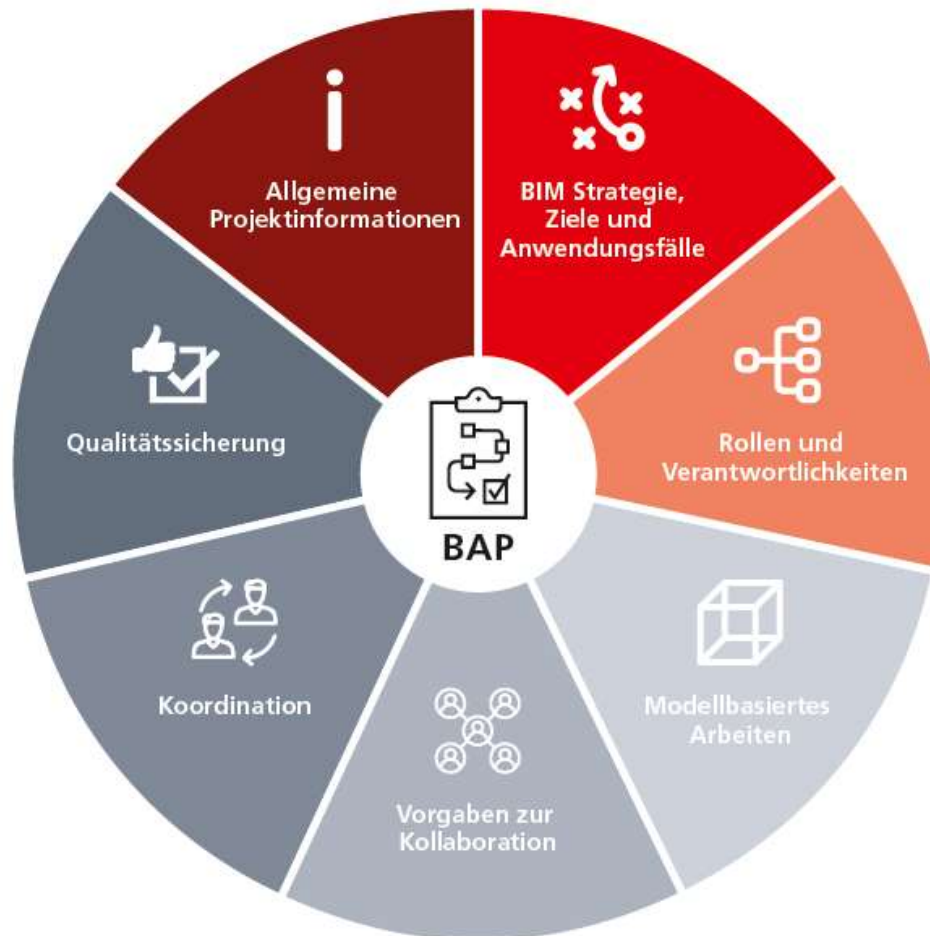 Allgemeine
Projektinformationen
BIM Strategie,
Ziele und
Anwendungsfälle
Rollen und
Verantwortlichkeiten
Modellbasiertes
Arbeiten
Vorgaben zur
Kollaboration
Koordination
Qualitätssicherung
BAP